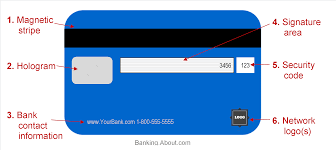 1. Magnetic
stripe
4. Signature
area
2. Hologram
3456
123
5. Security
code
3. Bank
contact
information
www.YourBank.com 1-800-555-5555
LOGO
6. Network
logo(s)
Banking About.com